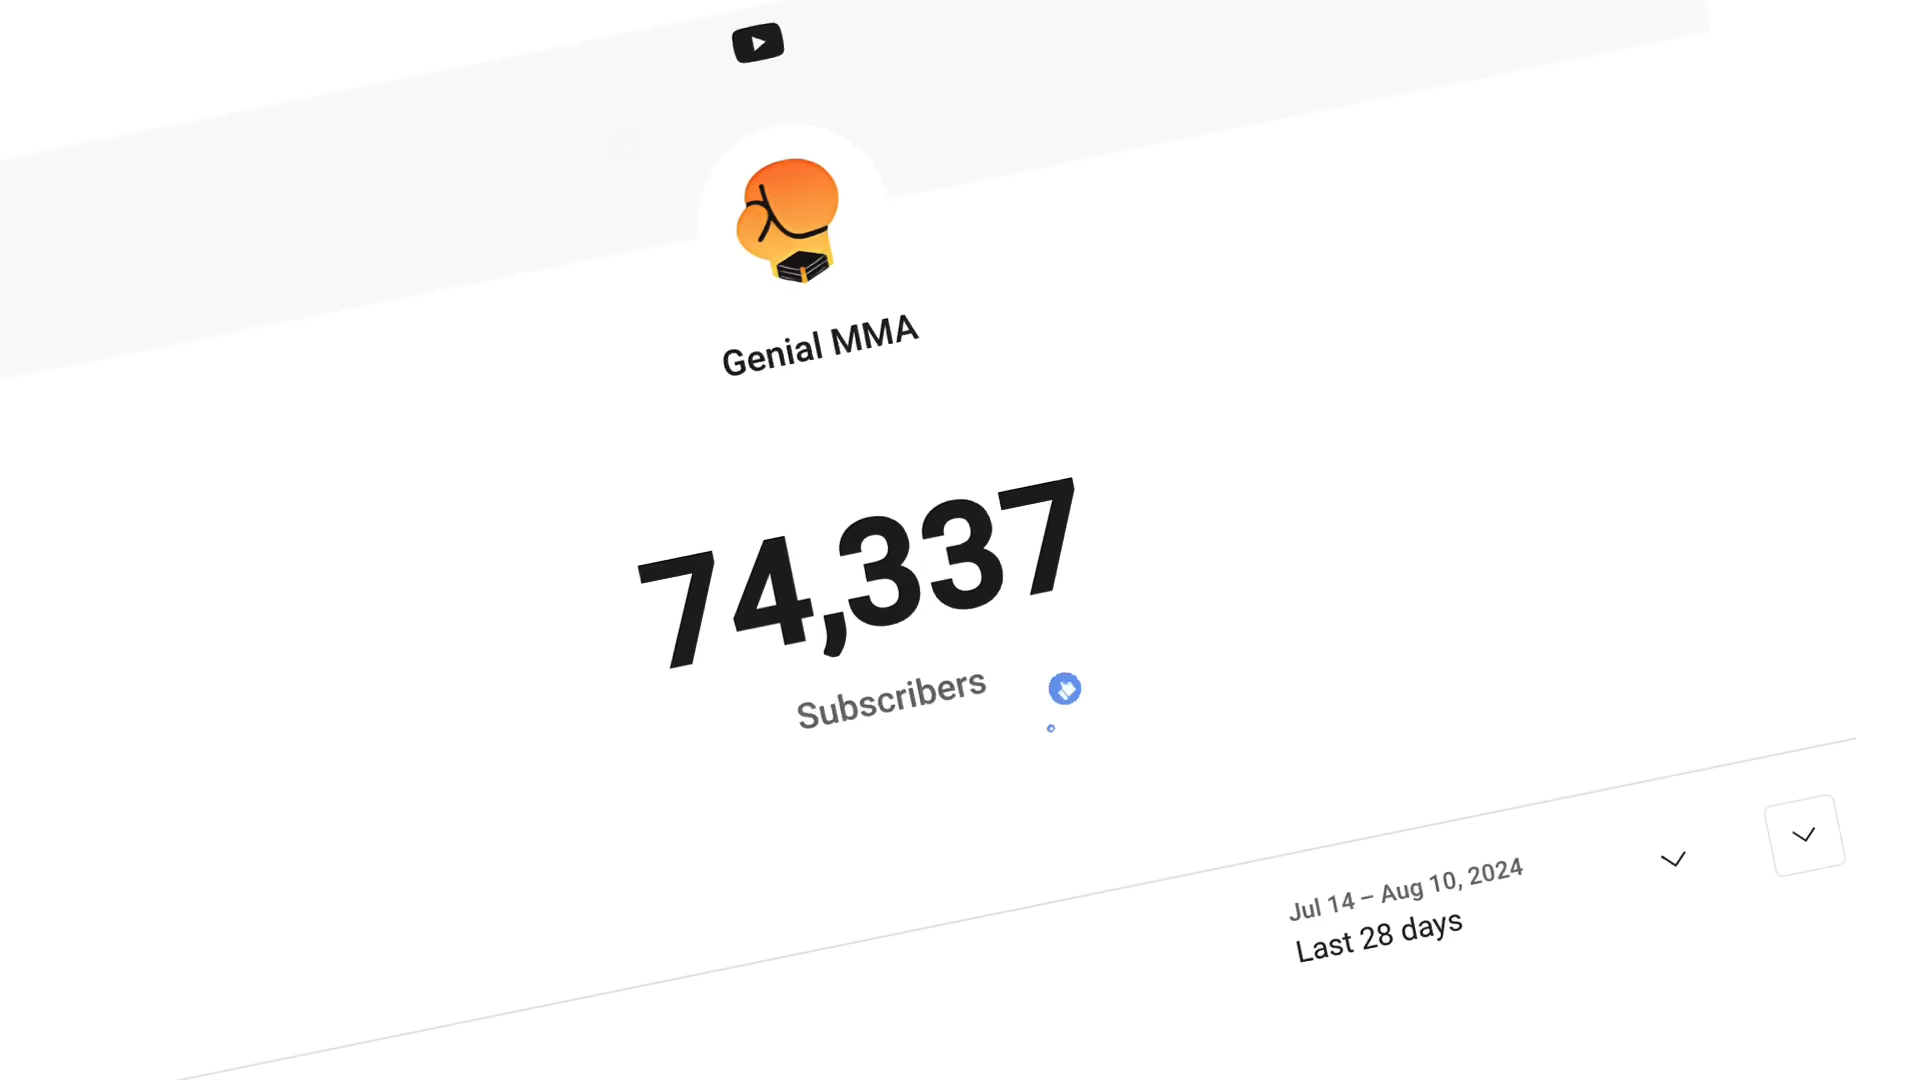 Genial MMA
74,337
Subscribers
Jul 14 – Aug 10, 2024
Last 28 days